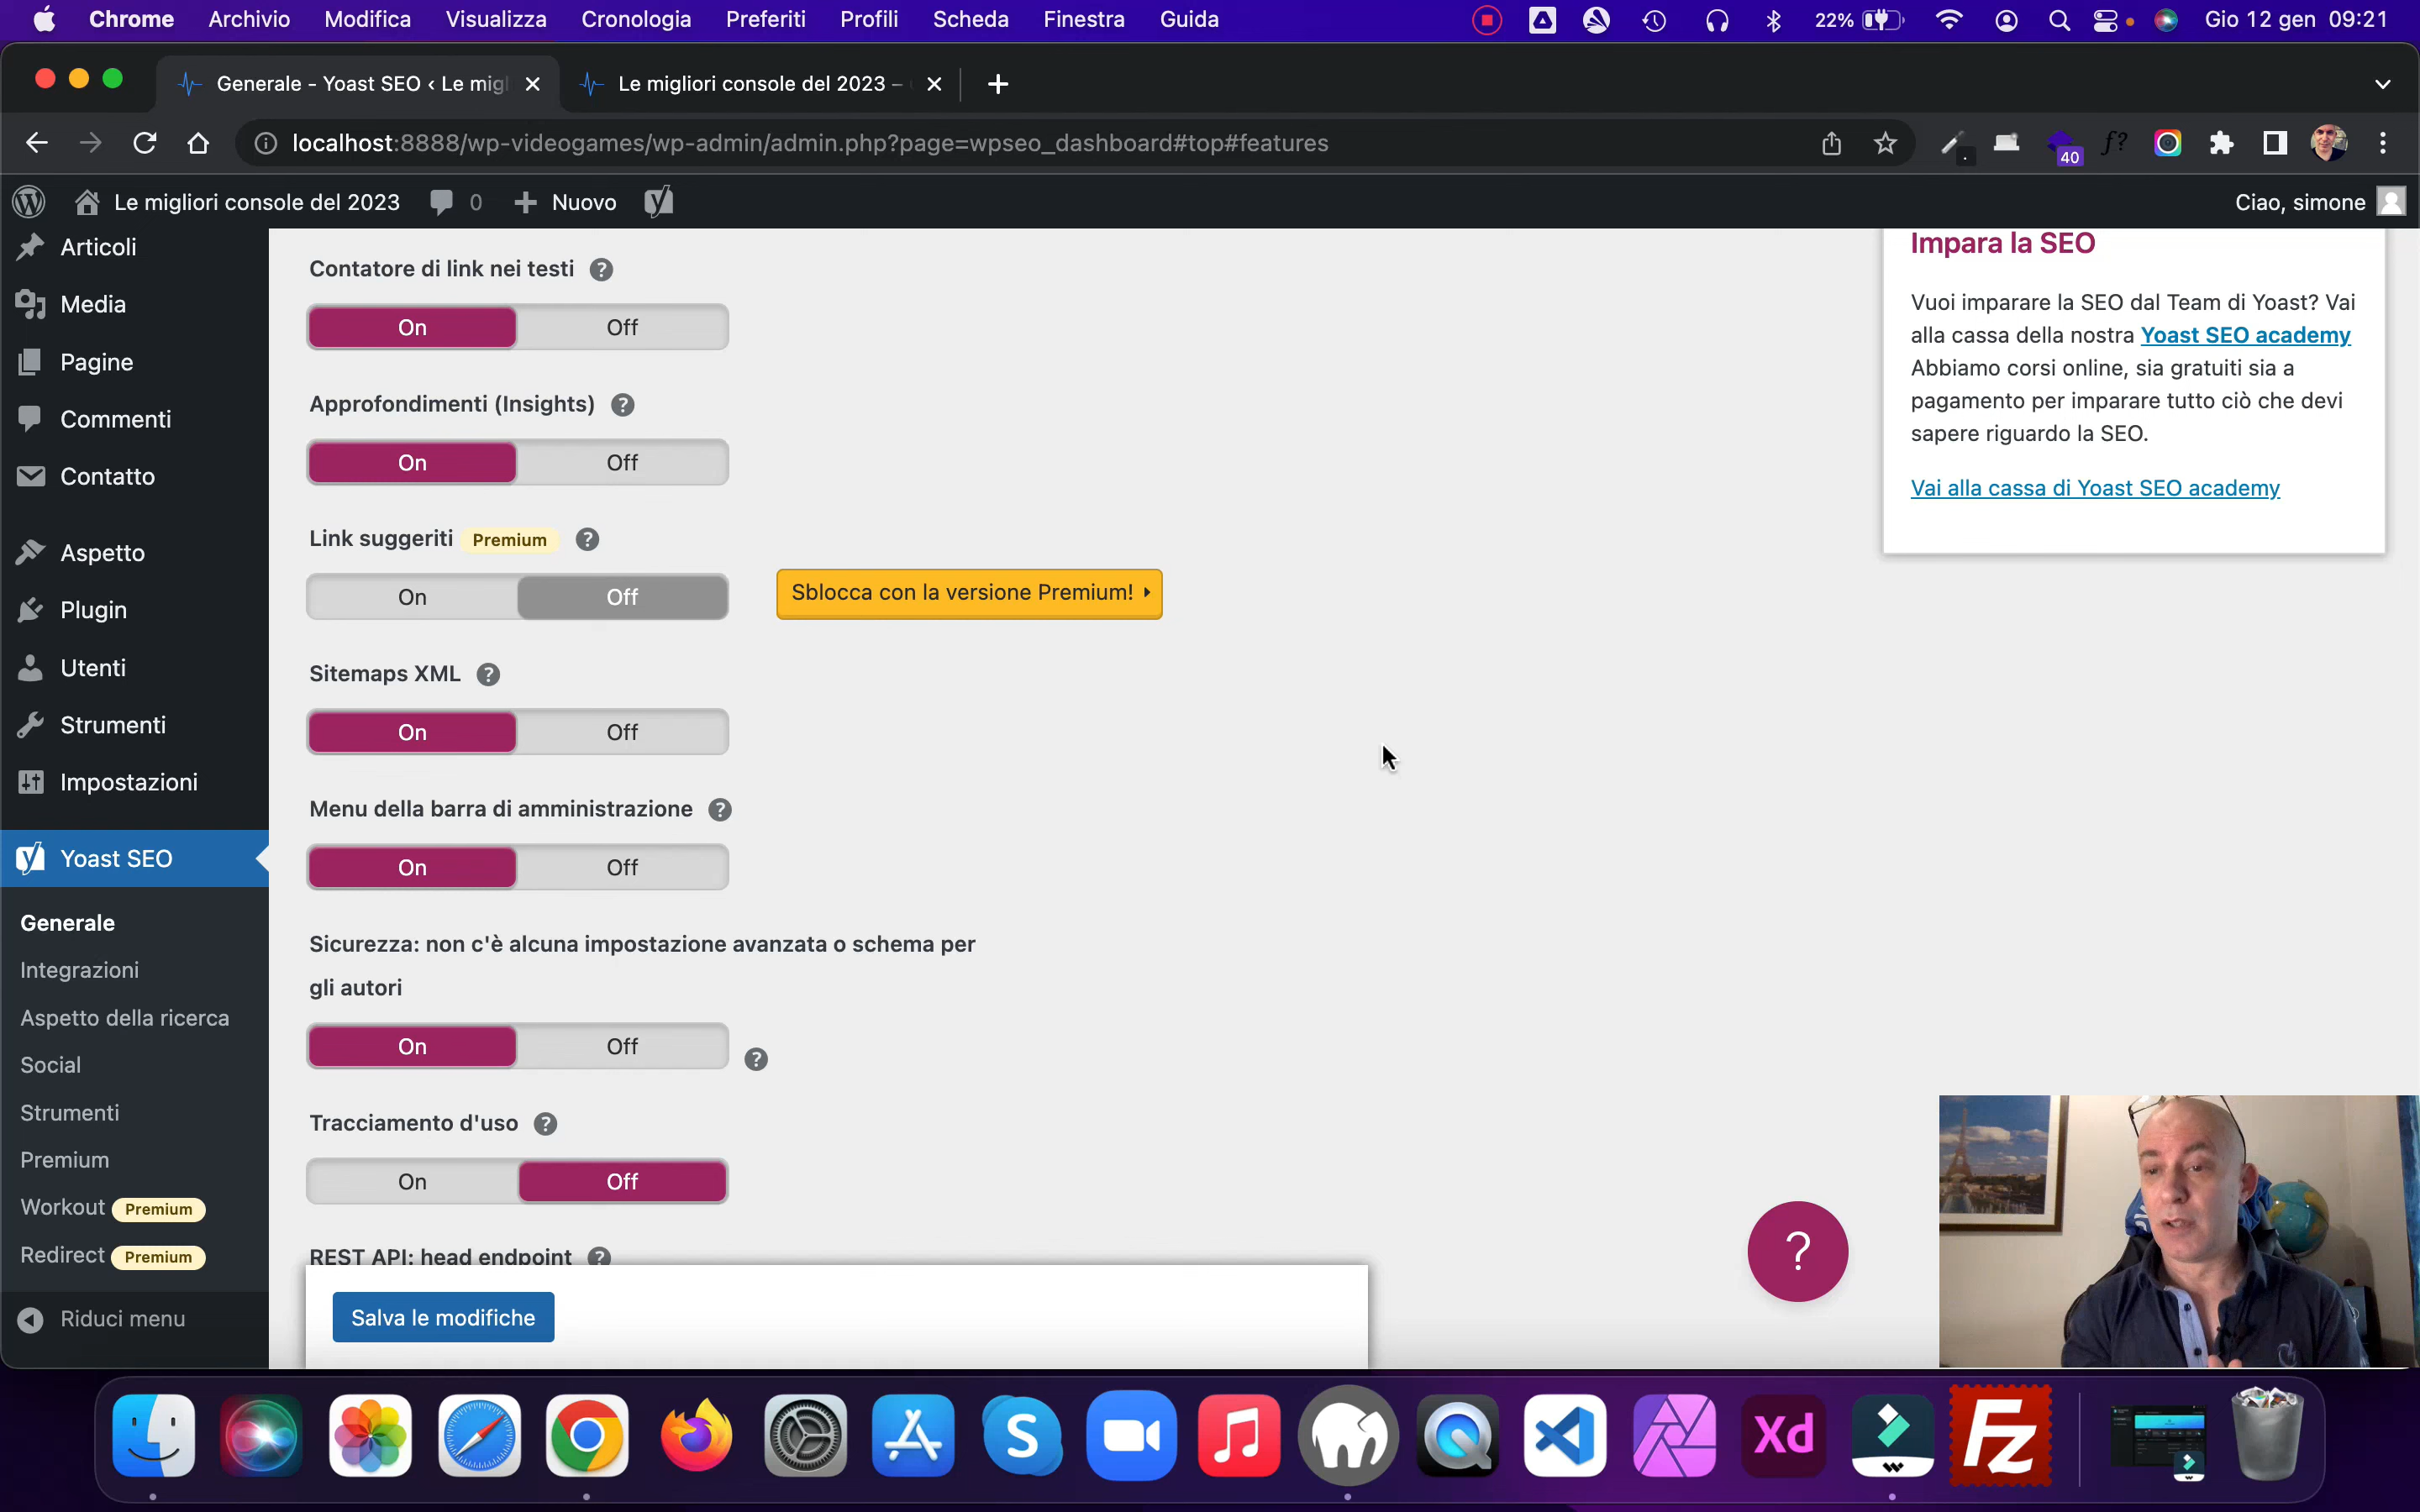 Chrome Archivio Modifica Visualizza Cronologia Preferiti Profili Scheda Finestra Guida 22% Gio 12 gen 09:21
Generale - Yoast SEO ‹ Le migl
Le migliori console del 2023 –
localhost:8888/wp-videogames/wp-admin/admin.php?page=wpseo_dashboard#top#features
40
f?
Le migliori console del 2023 0 Nuovo
Ciao, simone
Articoli
Media
Pagine
Commenti
Contatto
Aspetto
Plugin
Utenti
Strumenti
Impostazioni
Yoast SEO
Generale
Integrazioni
Aspetto della ricerca
Social
Strumenti
Premium
Workout Premium
Redirect Premium
Riduci menu
Contatore di link nei testi ?
On Off
Approfondimenti (Insights) ?
On Off
Link suggeriti Premium ?
On Off
Sblocca con la versione Premium!
Sitemaps XML ?
On Off
Menu della barra di amministrazione ?
On Off
Sicurezza: non c'è alcuna impostazione avanzata o schema per
gli autori
On Off ?
Tracciamento d'uso ?
On Off
REST API: head endpoint ?
Salva le modifiche
Impara la SEO
Vuoi imparare la SEO dal Team di Yoast? Vai
alla cassa della nostra Yoast SEO academy
Abbiamo corsi online, sia gratuiti sia a
pagamento per imparare tutto ciò che devi
sapere riguardo la SEO.
Vai alla cassa di Yoast SEO academy
?
S
Xd
Fz